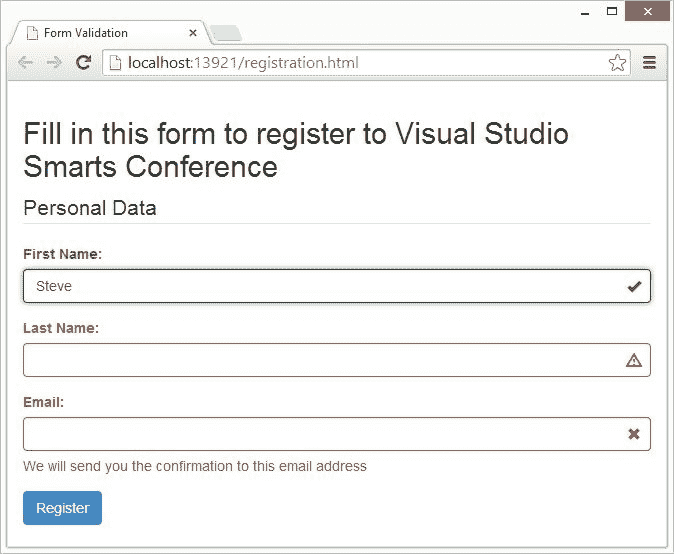 Form Validation
localhost:13921/registration.html
Fill in this form to register to Visual Studio
Smarts Conference
Personal Data
First Name:
Steve
Last Name:
Email:
We will send you the confirmation to this email address
Register